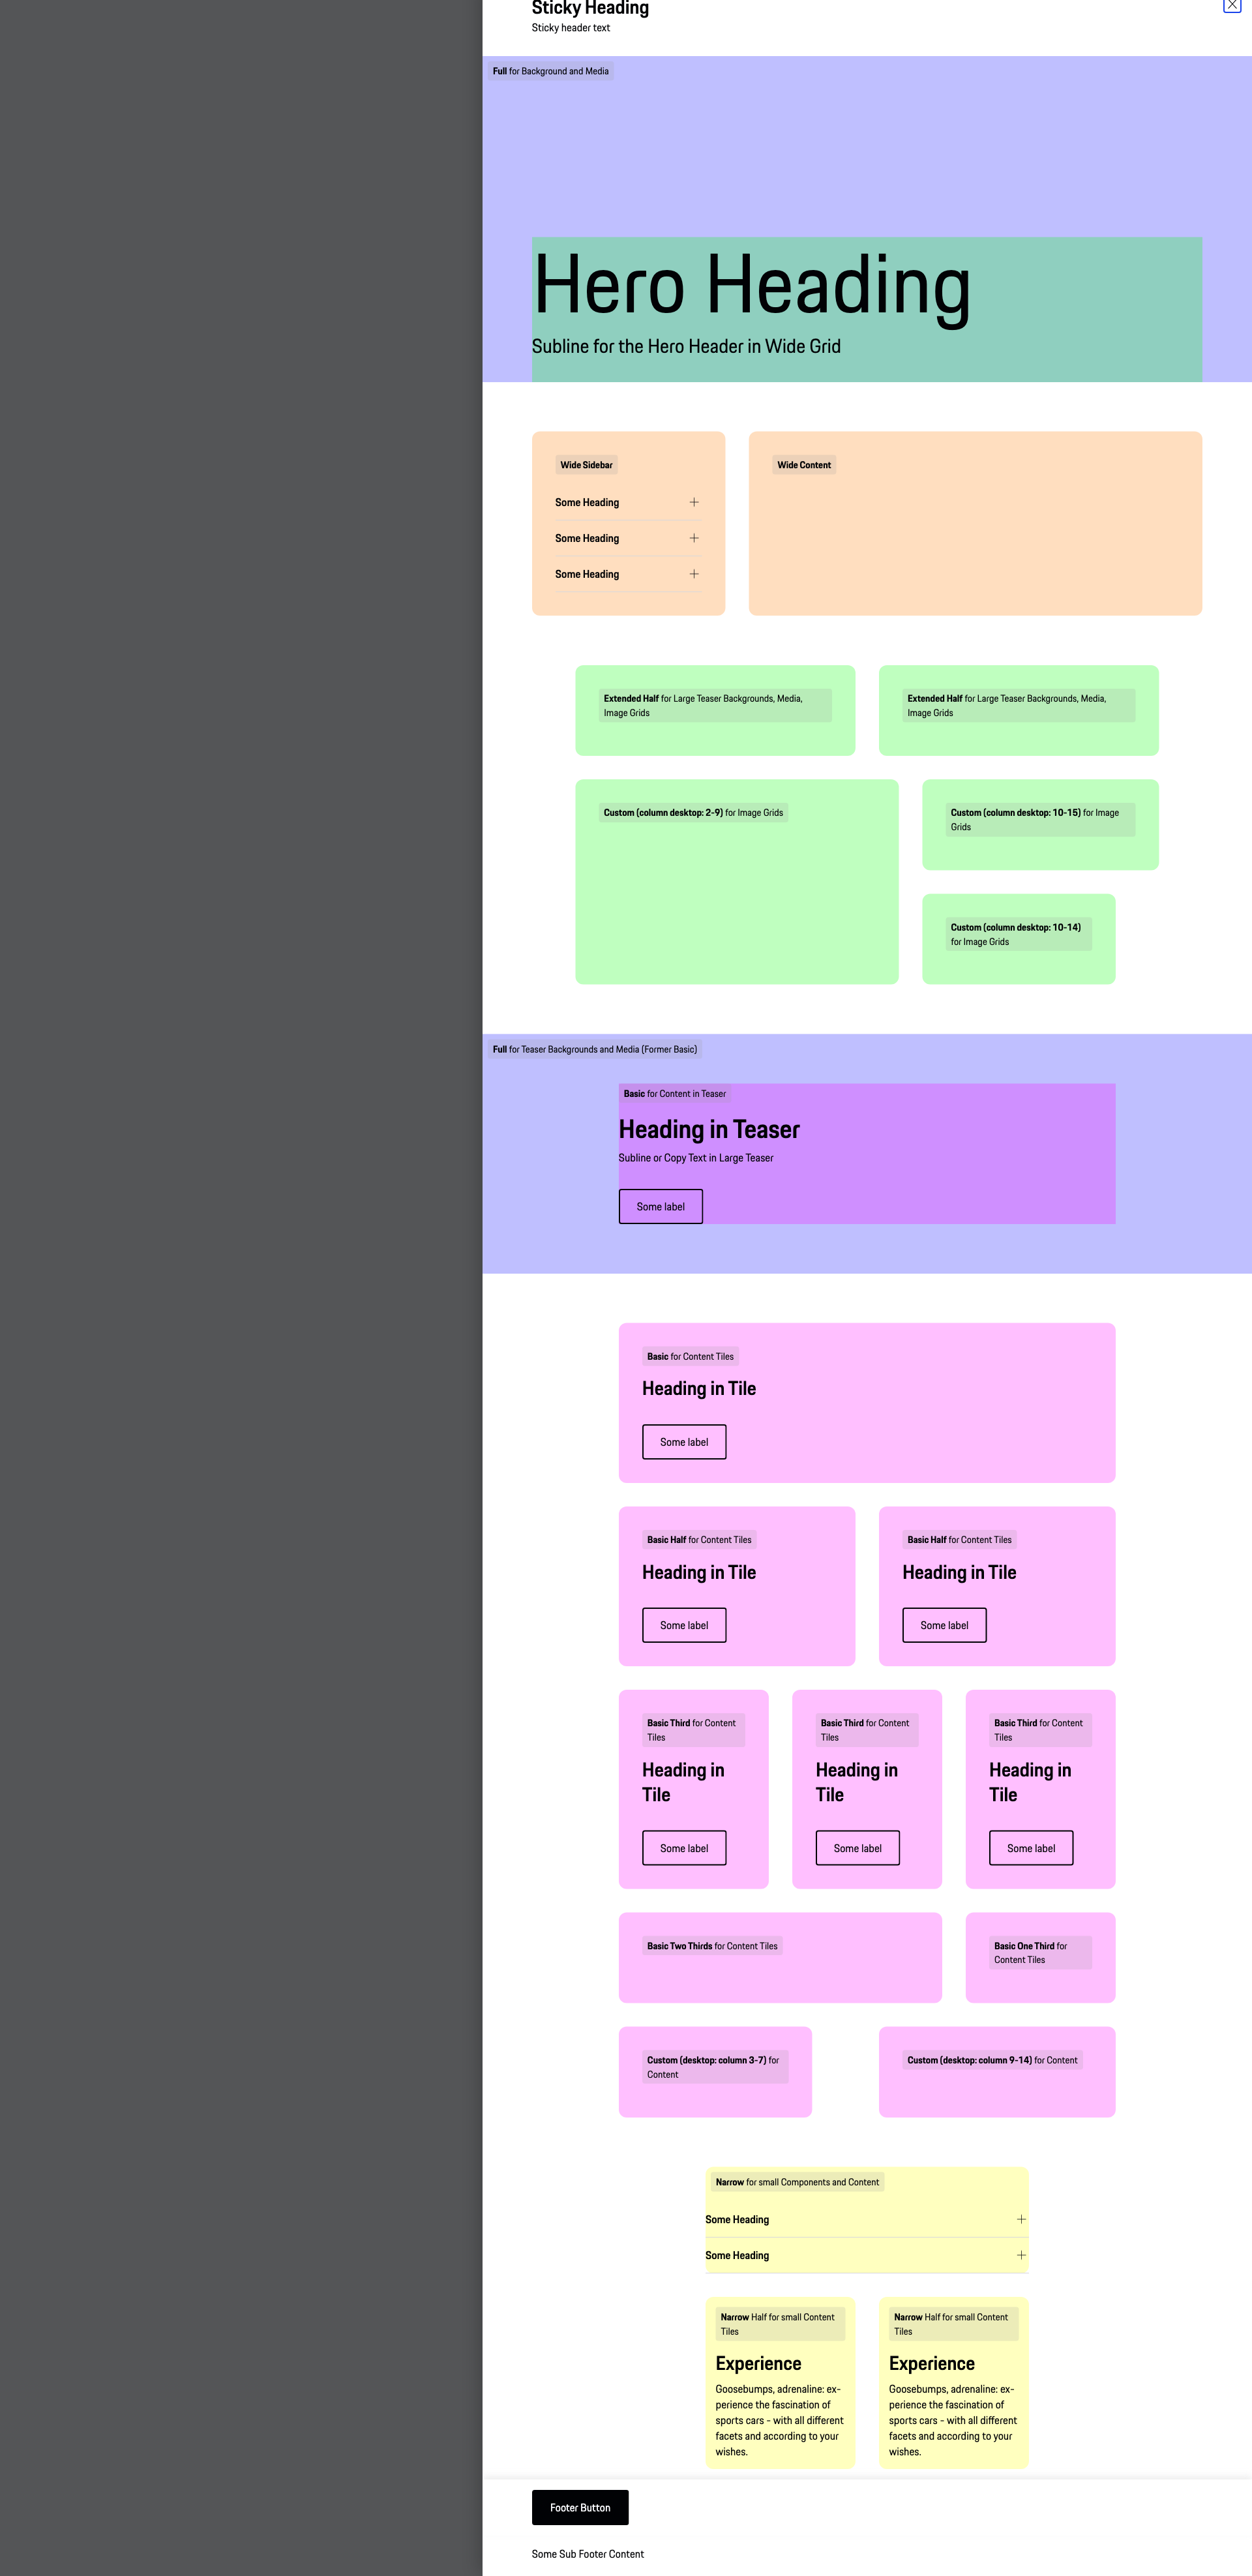 Sticky Heading
Sticky header text
Full for Background and Media
Hero Heading
Subline for the Hero Header in Wide Grid
Wide Sidebar
Some Heading
Some Heading
Some Heading
Wide Content
Extended Half for Large Teaser Backgrounds, Media,
Image Grids
Extended Half for Large Teaser Backgrounds, Media,
Image Grids
Custom (column desktop: 2-9) for Image Grids
Custom (column desktop: 10-15) for Image
Grids
Custom (column desktop: 10-14)
for Image Grids
Full for Teaser Backgrounds and Media (Former Basic)
Basic for Content in Teaser
Heading in Teaser
Subline or Copy Text in Large Teaser
Some label
Basic for Content Tiles
Heading in Tile
Some label
Basic Half for Content Tiles
Heading in Tile
Some label
Basic Half for Content Tiles
Heading in Tile
Some label
Basic Third for Content
Tiles
Heading in
Tile
Some label
Basic Third for Content
Tiles
Heading in
Tile
Some label
Basic Third for Content
Tiles
Heading in
Tile
Some label
Basic Two Thirds for Content Tiles
Basic One Third for
Content Tiles
Custom (desktop: column 3-7) for
Content
Custom (desktop: column 9-14) for Content
Narrow for small Components and Content
Some Heading
Some Heading
Narrow Half for small Content
Tiles
Experience
Goosebumps, adrenaline: ex-
perience the fascination of
sports cars - with all different
facets and according to your
wishes.
Narrow Half for small Content
Tiles
Experience
Goosebumps, adrenaline: ex-
perience the fascination of
sports cars - with all different
facets and according to your
wishes.
Footer Button
Some Sub Footer Content